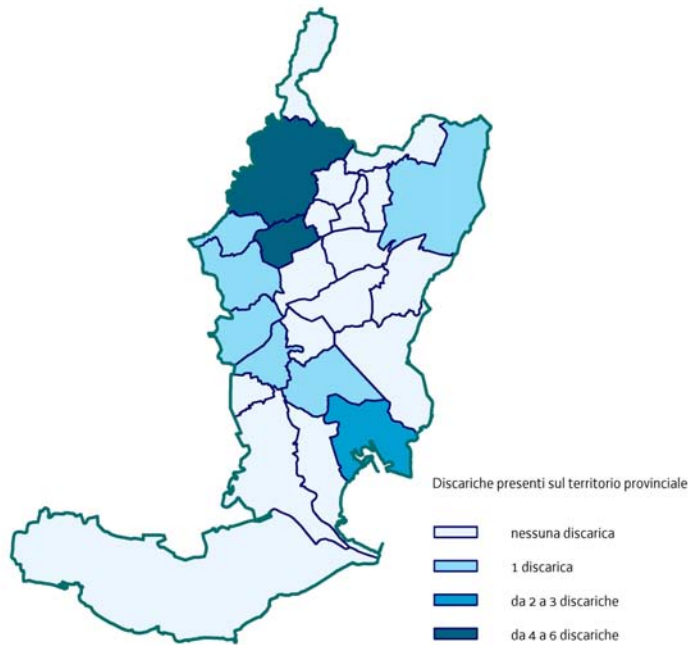 Discariche presenti sul territorio provinciale
nessuna discarica
1 discarica
da 2 a 3 discariche
da 4 a 6 discariche